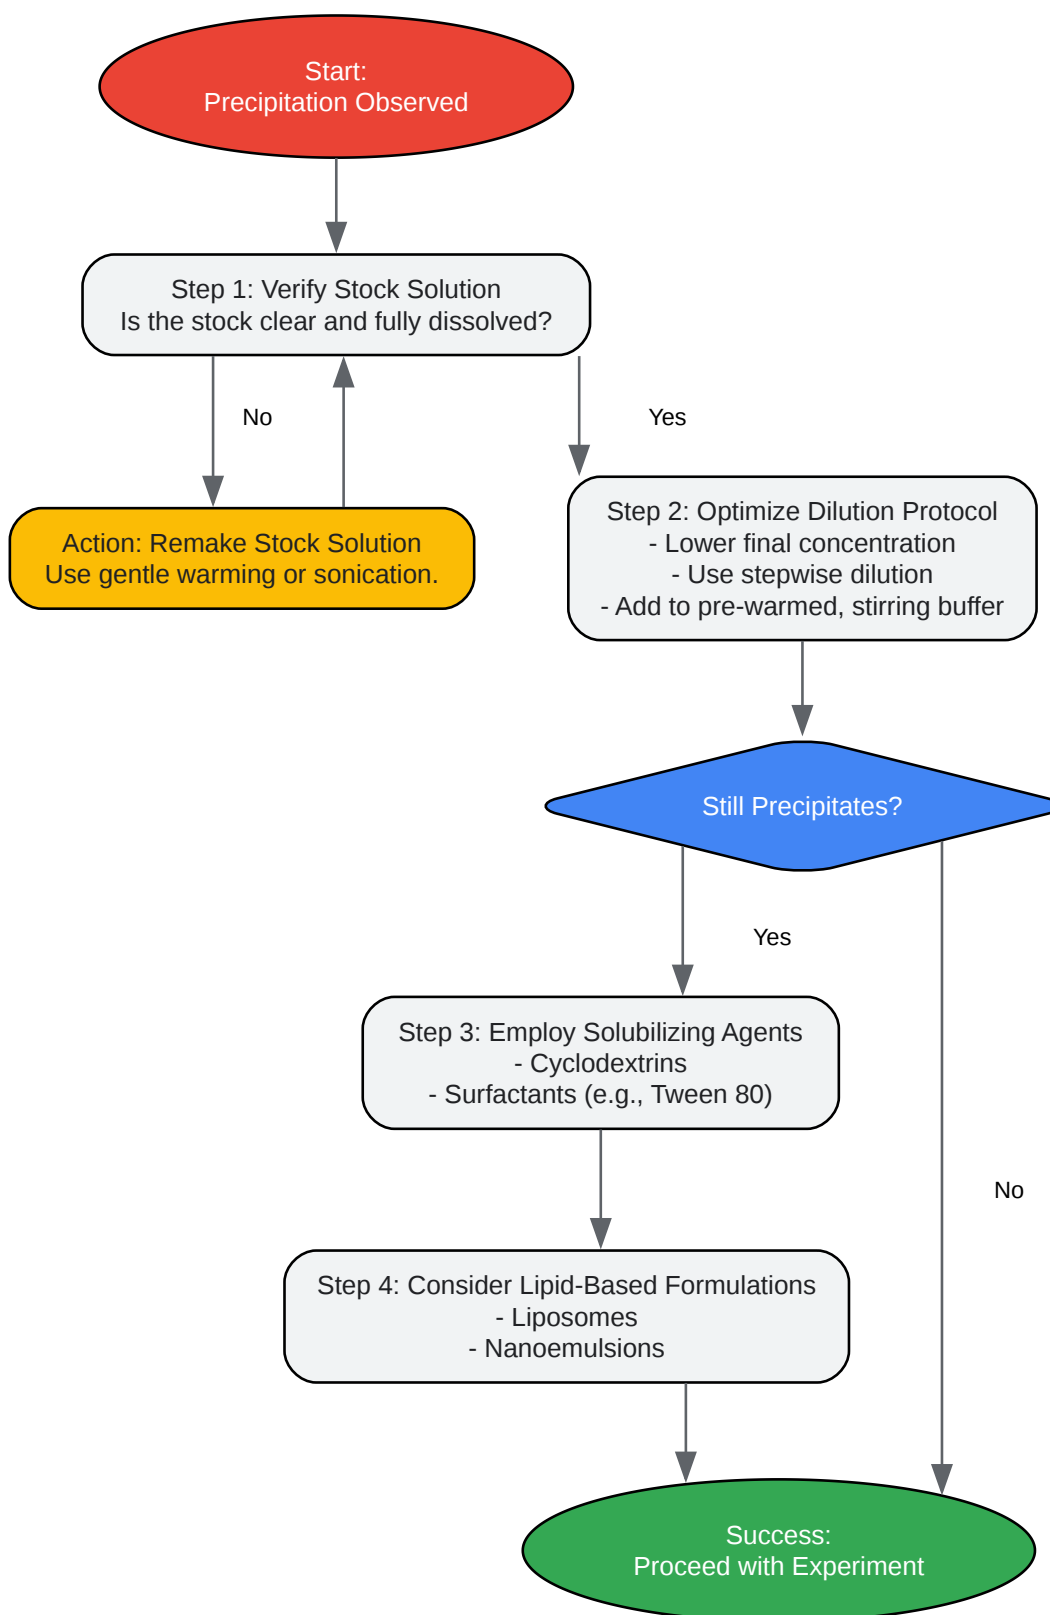 Start:
Precipitation Observed
Step 1: Verify Stock Solution
Is the stock clear and fully dissolved?
No
Yes
Action: Remake Stock Solution
Use gentle warming or sonication.
Step 2: Optimize Dilution Protocol
- Lower final concentration
- Use stepwise dilution
- Add to pre-warmed, stirring buffer
Still Precipitates?
Yes
Step 3: Employ Solubilizing Agents
- Cyclodextrins
- Surfactants (e.g., Tween 80)
No
Step 4: Consider Lipid-Based Formulations
- Liposomes
- Nanoemulsions
Success:
Proceed with Experiment